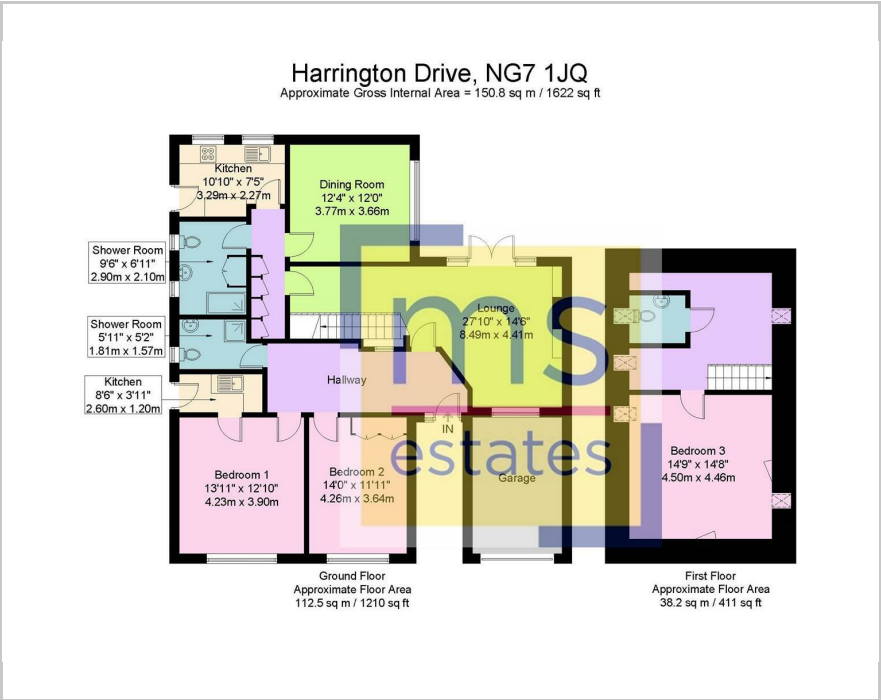 Harrington Drive, NG7 1JQ
Approximate Gross Internal Area = 150.8 sq m / 1622 sq ft
Kitchen
10'10" x 7'5"
3.29m x 2.27m
Dining Room
12'4" x 12'0"
3.77m x 3.66m
Shower Room
9'6" x 6'11"
2.90m x 2.10m
Lounge
27'10" x 14'6"
8.49m x 4.41m
Shower Room
5'11" x 5'2"
1.81m x 1.57m
Kitchen
8'6" x 3'11"
2.60m x 1.20m
Hallway
IN
ms
estates
Bedroom 1
13'11" x 12'10"
4.23m x 3.90m
Bedroom 2
14'0" x 11'11"
4.26m x 3.64m
Garage
Bedroom 3
14'9" x 14'8"
4.50m x 4.46m
Ground Floor
Approximate Floor Area
112.5 sq m / 1210 sq ft
First Floor
Approximate Floor Area
38.2 sq m / 411 sq ft